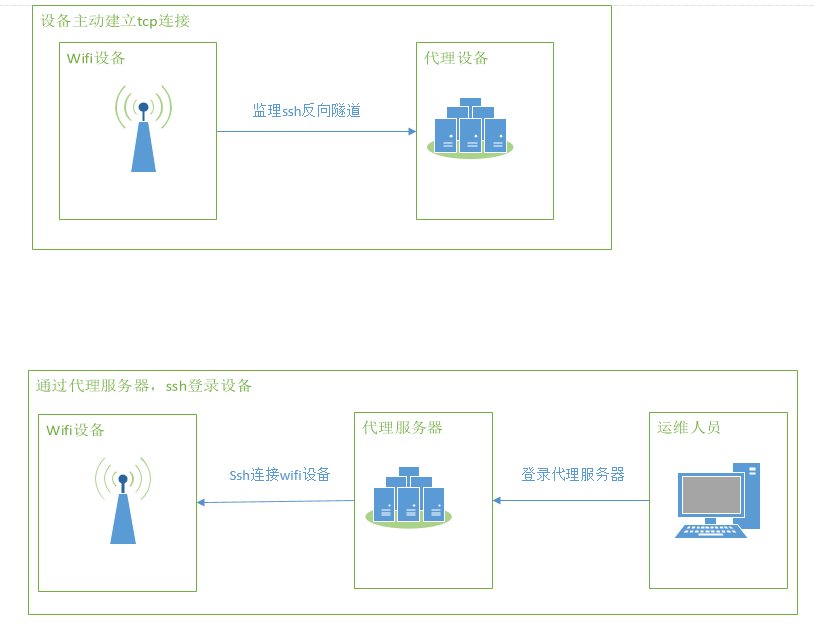 设备主动建立tcp连接
Wifi设备
代理设备
监理ssh反向隧道
通过代理服务器，ssh登录设备
Wifi设备
代理服务器
运维人员
Ssh连接wifi设备
登录代理服务器